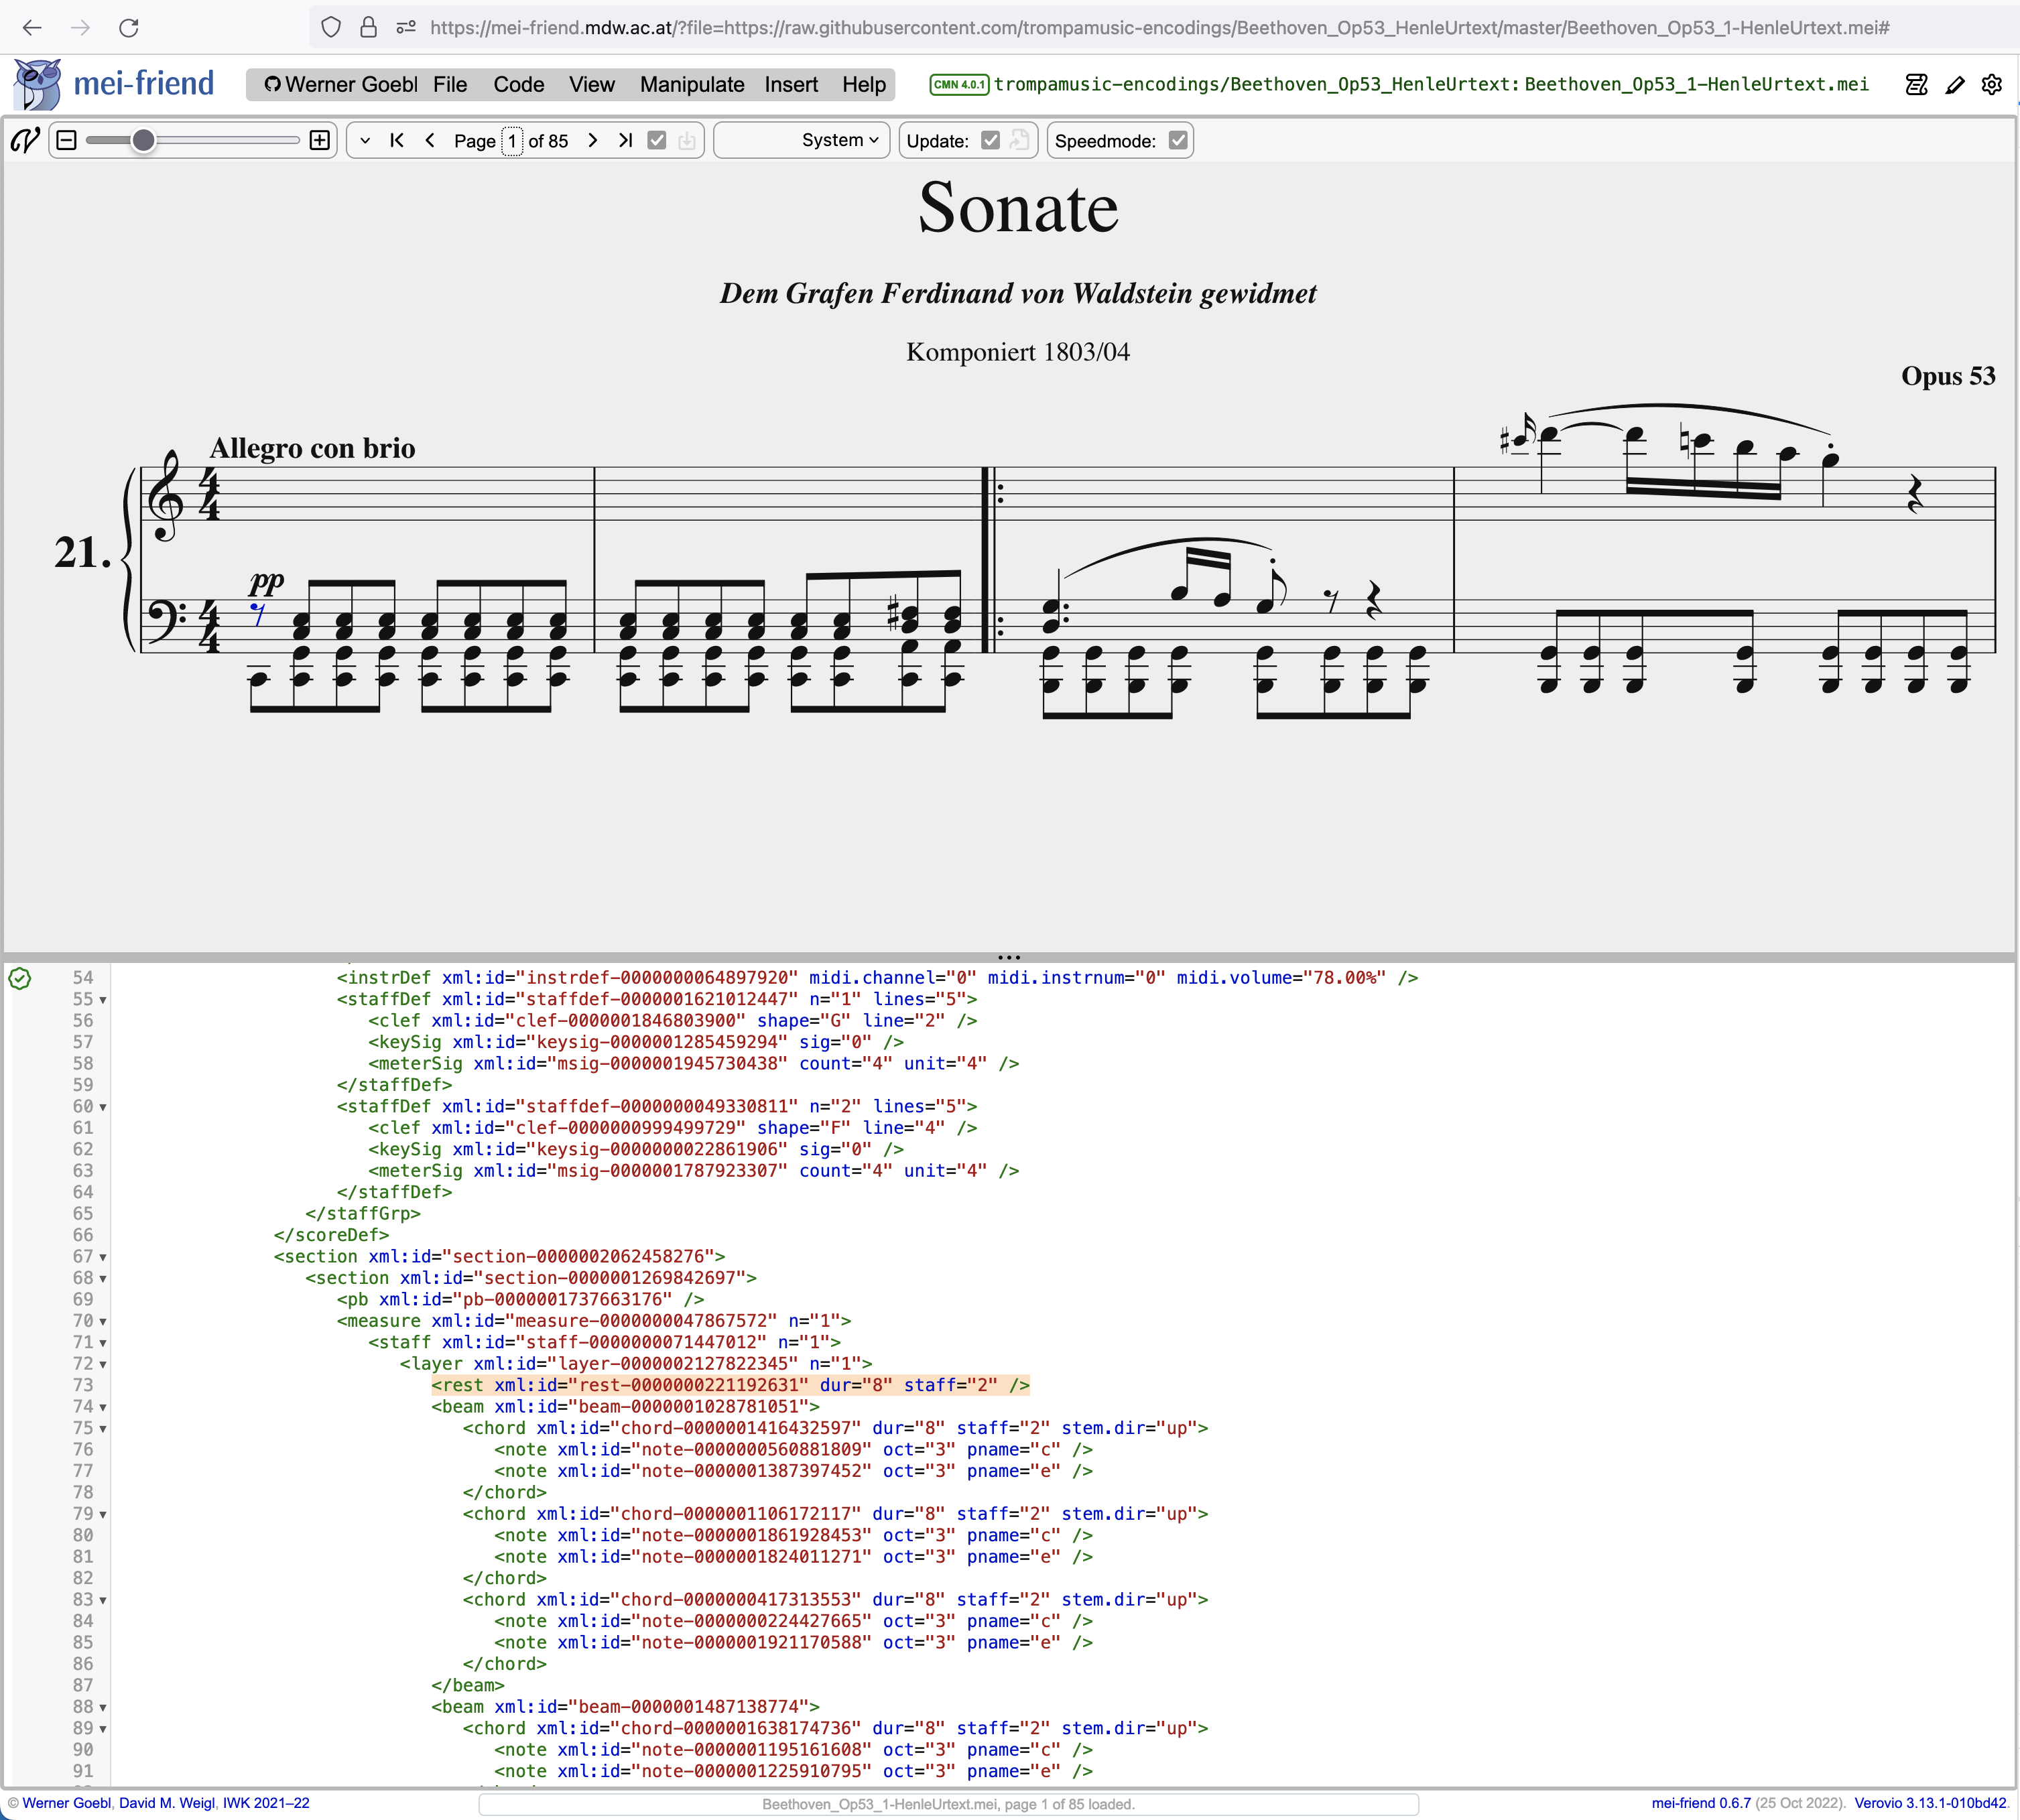 https://mei-friend.mdw.ac.at/?file=https://raw.githubusercontent.com/trompamusic-encodings/Beethoven_Op53_HenleUrtext/master/Beethoven_Op53_1-HenleUrtext.mei#
mei-friend Werner Goebl File Code View Manipulate Insert Help CMN 4.0.1 trompamusic-encodings/Beethoven_Op53_HenleUrtext: Beethoven_Op53_1-HenleUrtext.mei
Page 1 of 85 System Update: Speedmode:
Sonate
Dem Grafen Ferdinand von Waldstein gewidmet
Komponiert 1803/04
Opus 53
Allegro con brio
21.
pp
54 <instrDef xml:id="instrdef-0000000064897920" midi.channel="0" midi.instrnum="0" midi.volume="78.00%" />
55 <staffDef xml:id="staffdef-0000001621012447" n="1" lines="5">
56 <clef xml:id="clef-0000001846803900" shape="G" line="2" />
57 <keySig xml:id="keysig-0000001285459294" sig="0" />
58 <meterSig xml:id="msig-0000001945730438" count="4" unit="4" />
59 </staffDef>
60 <staffDef xml:id="staffdef-0000000049330811" n="2" lines="5">
61 <clef xml:id="clef-0000000999499729" shape="F" line="4" />
62 <keySig xml:id="keysig-0000000022861906" sig="0" />
63 <meterSig xml:id="msig-0000001787923307" count="4" unit="4" />
64 </staffDef>
65 </staffGrp>
66 </scoreDef>
67 <section xml:id="section-0000002062458276">
68 <section xml:id="section-0000001269842697">
69 <pb xml:id="pb-0000001737663176" />
70 <measure xml:id="measure-0000000047867572" n="1">
71 <staff xml:id="staff-0000000071447012" n="1">
72 <layer xml:id="layer-0000002127822345" n="1">
73 <rest xml:id="rest-0000000221192631" dur="8" staff="2" />
74 <beam xml:id="beam-0000001028781051">
75 <chord xml:id="chord-0000001416432597" dur="8" staff="2" stem.dir="up">
76 <note xml:id="note-0000000560881809" oct="3" pname="c" />
77 <note xml:id="note-0000001387397452" oct="3" pname="e" />
78 </chord>
79 <chord xml:id="chord-0000001106172117" dur="8" staff="2" stem.dir="up">
80 <note xml:id="note-0000001861928453" oct="3" pname="c" />
81 <note xml:id="note-0000001824011271" oct="3" pname="e" />
82 </chord>
83 <chord xml:id="chord-0000000417313553" dur="8" staff="2" stem.dir="up">
84 <note xml:id="note-0000000224427665" oct="3" pname="c" />
85 <note xml:id="note-0000001921170588" oct="3" pname="e" />
86 </chord>
87 </beam>
88 <beam xml:id="beam-0000001487138774">
89 <chord xml:id="chord-0000001638174736" dur="8" staff="2" stem.dir="up">
90 <note xml:id="note-0000001195161608" oct="3" pname="c" />
91 <note xml:id="note-0000001225910795" oct="3" pname="e" />
© Werner Goebl, David M. Weigl, IWK 2021–22 Beethoven_Op53_1-HenleUrtext.mei, page 1 of 85 loaded. mei-friend 0.6.7 (25 Oct 2022). Verovio 3.13.1-010bd42.